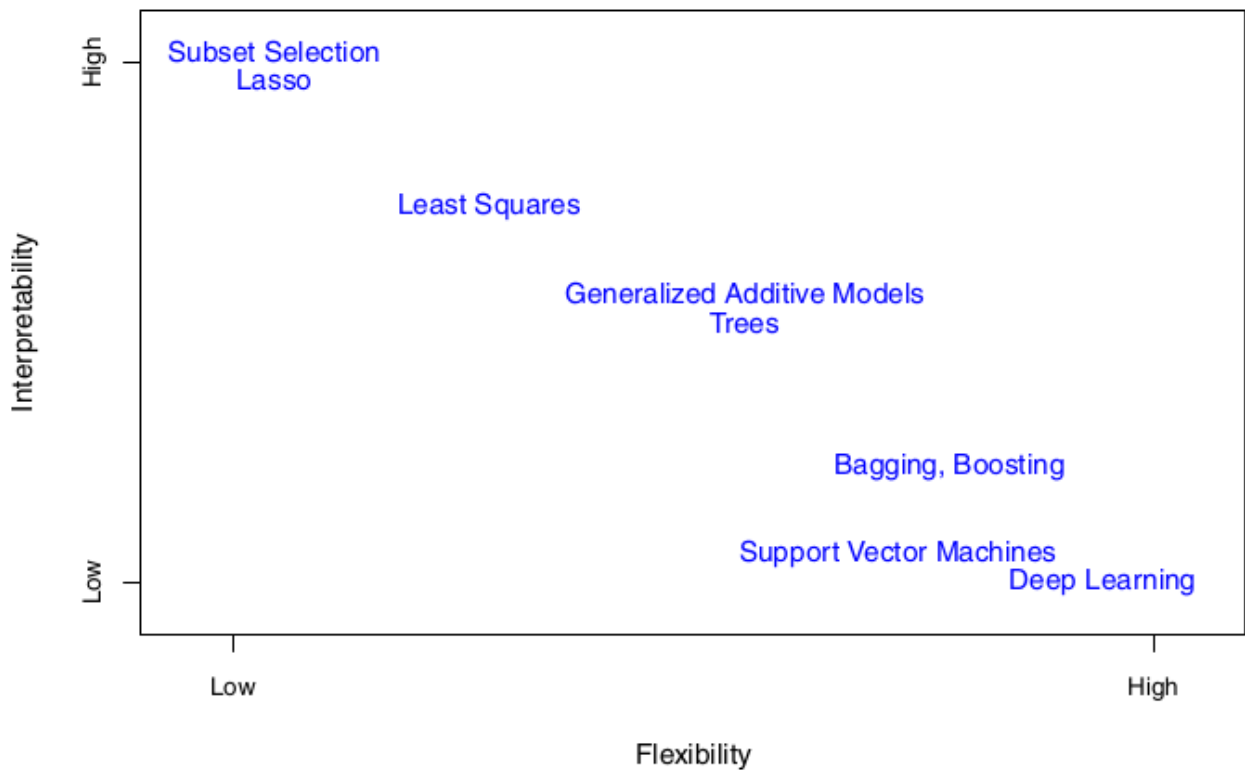 High
Subset Selection
Lasso
Least Squares
Interpretability
Generalized Additive Models
Trees
Bagging, Boosting
Support Vector Machines
Low
Deep Learning
Low
High
Flexibility